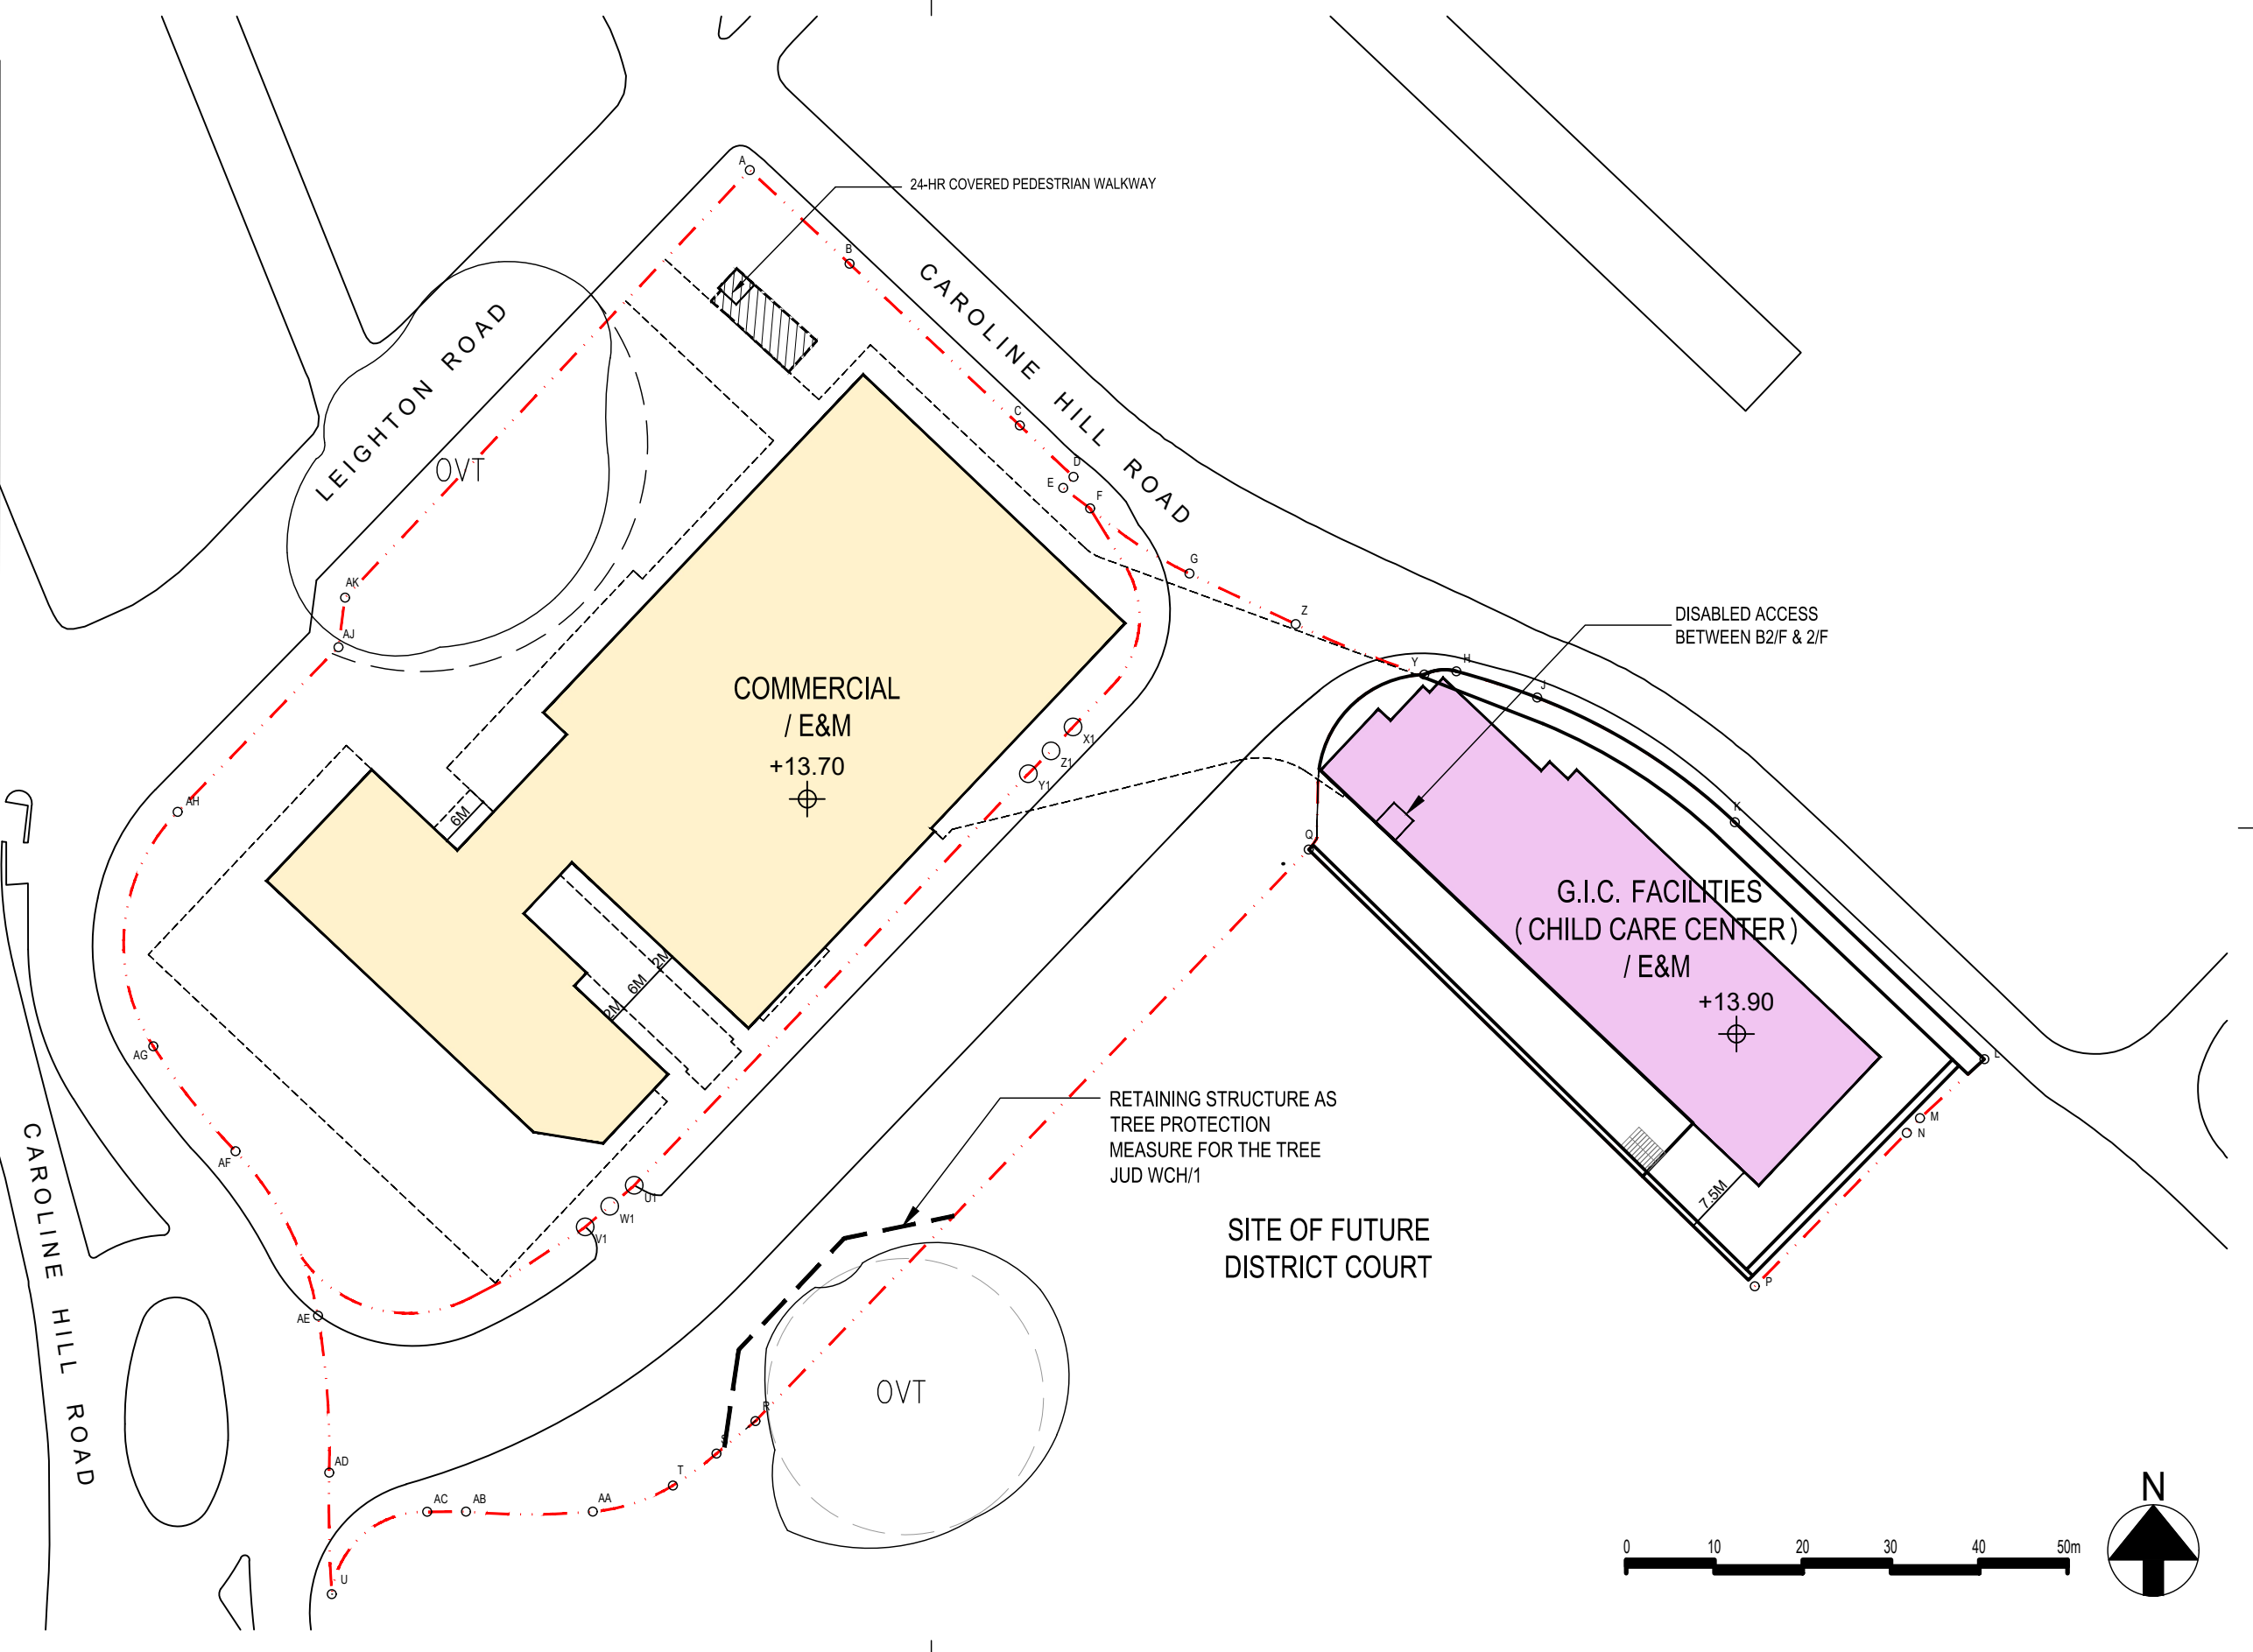 A
24-HR COVERED PEDESTRIAN WALKWAY
B
CAROLINE HILL ROAD
LEIGHTON ROAD
OVT
C
D
E
F
G
AK
Z
DISABLED ACCESS
BETWEEN B2/F & 2/F
AJ
Y
H
J
COMMERCIAL
/ E&M
+13.70
X1
Z1
Y1
AH
6M
K
Q
G.I.C. FACILITIES
( CHILD CARE CENTER )
/ E&M
+13.90
2M
6M
2M
AG
L
M
N
RETAINING STRUCTURE AS
TREE PROTECTION
MEASURE FOR THE TREE
JUD WCH/1
CAROLINE HILL ROAD
AF
U1
W1
V1
7.5M
SITE OF FUTURE
DISTRICT COURT
P
AE
OVT
R
S
T
AD
AC
AB
AA
U
N
0 10 20 30 40 50m